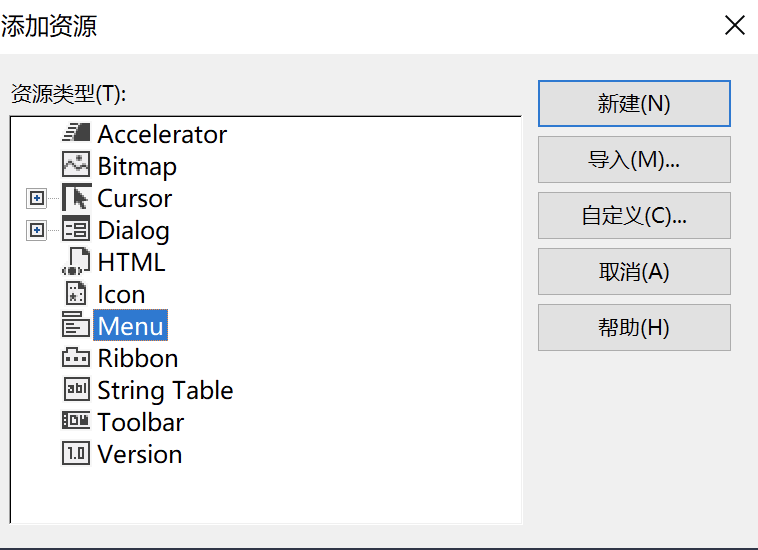 添加资源
资源类型(T):
Accelerator
Bitmap
Cursor
Dialog
HTML
Icon
Menu
Ribbon
String Table
Toolbar
Version
新建(N)
导入(M)...
自定义(C)...
取消(A)
帮助(H)